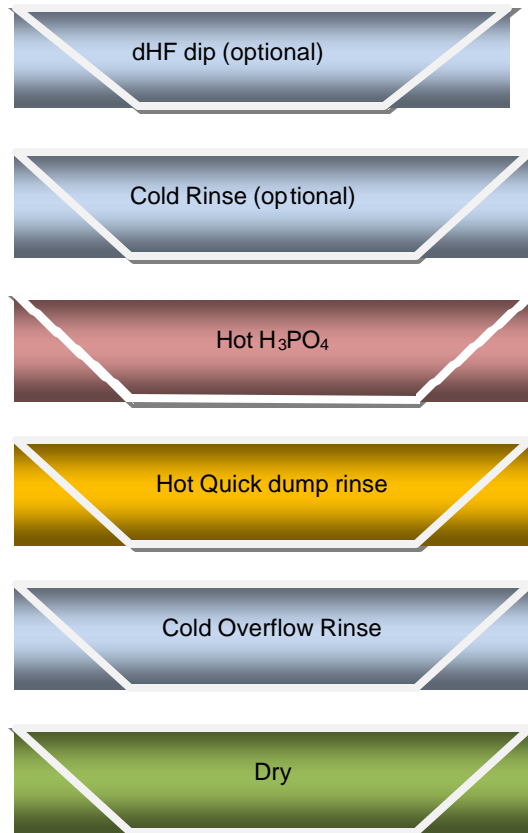 dHF dip (optional)
Cold Rinse (optional)
Hot H₃PO₄
Hot Quick dump rinse
Cold Overflow Rinse
Dry